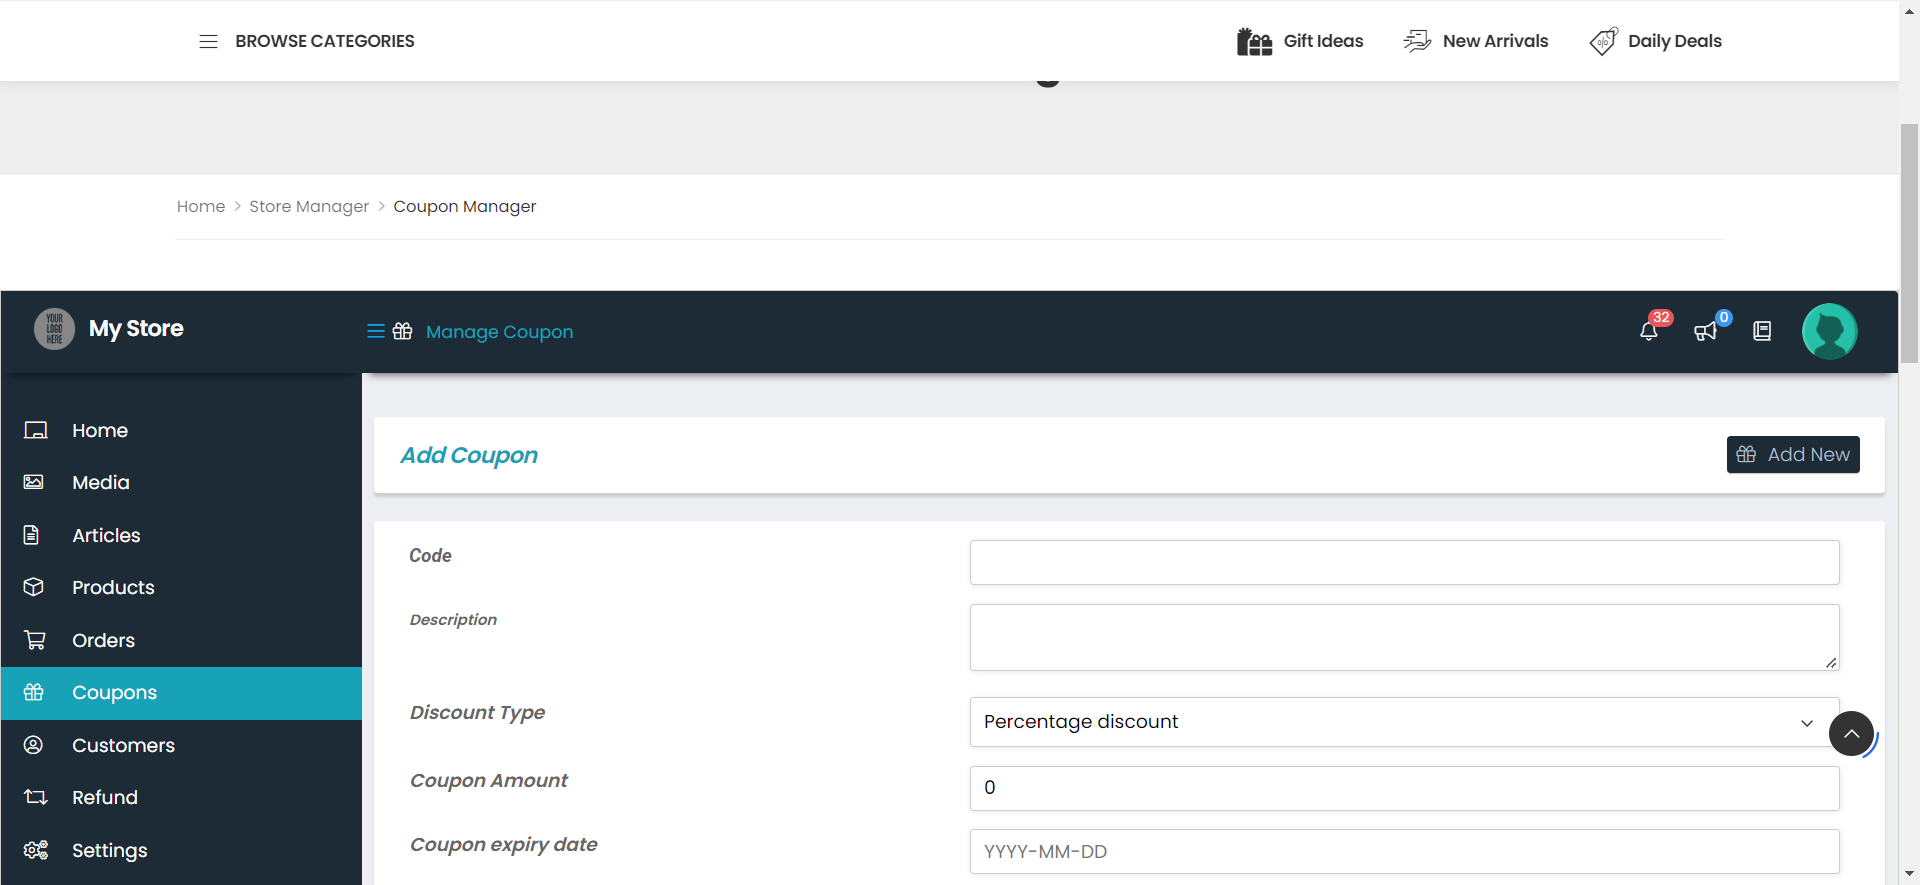 BROWSE CATEGORIES
Gift Ideas
New Arrivals
Daily Deals
Home > Store Manager > Coupon Manager
YOUR
LOGO
HERE
My Store
Manage Coupon
32
0
Home
Media
Articles
Products
Orders
Coupons
Customers
Refund
Settings
Add Coupon
Add New
Code
Description
Discount Type
Percentage discount
Coupon Amount
0
Coupon expiry date
YYYY-MM-DD